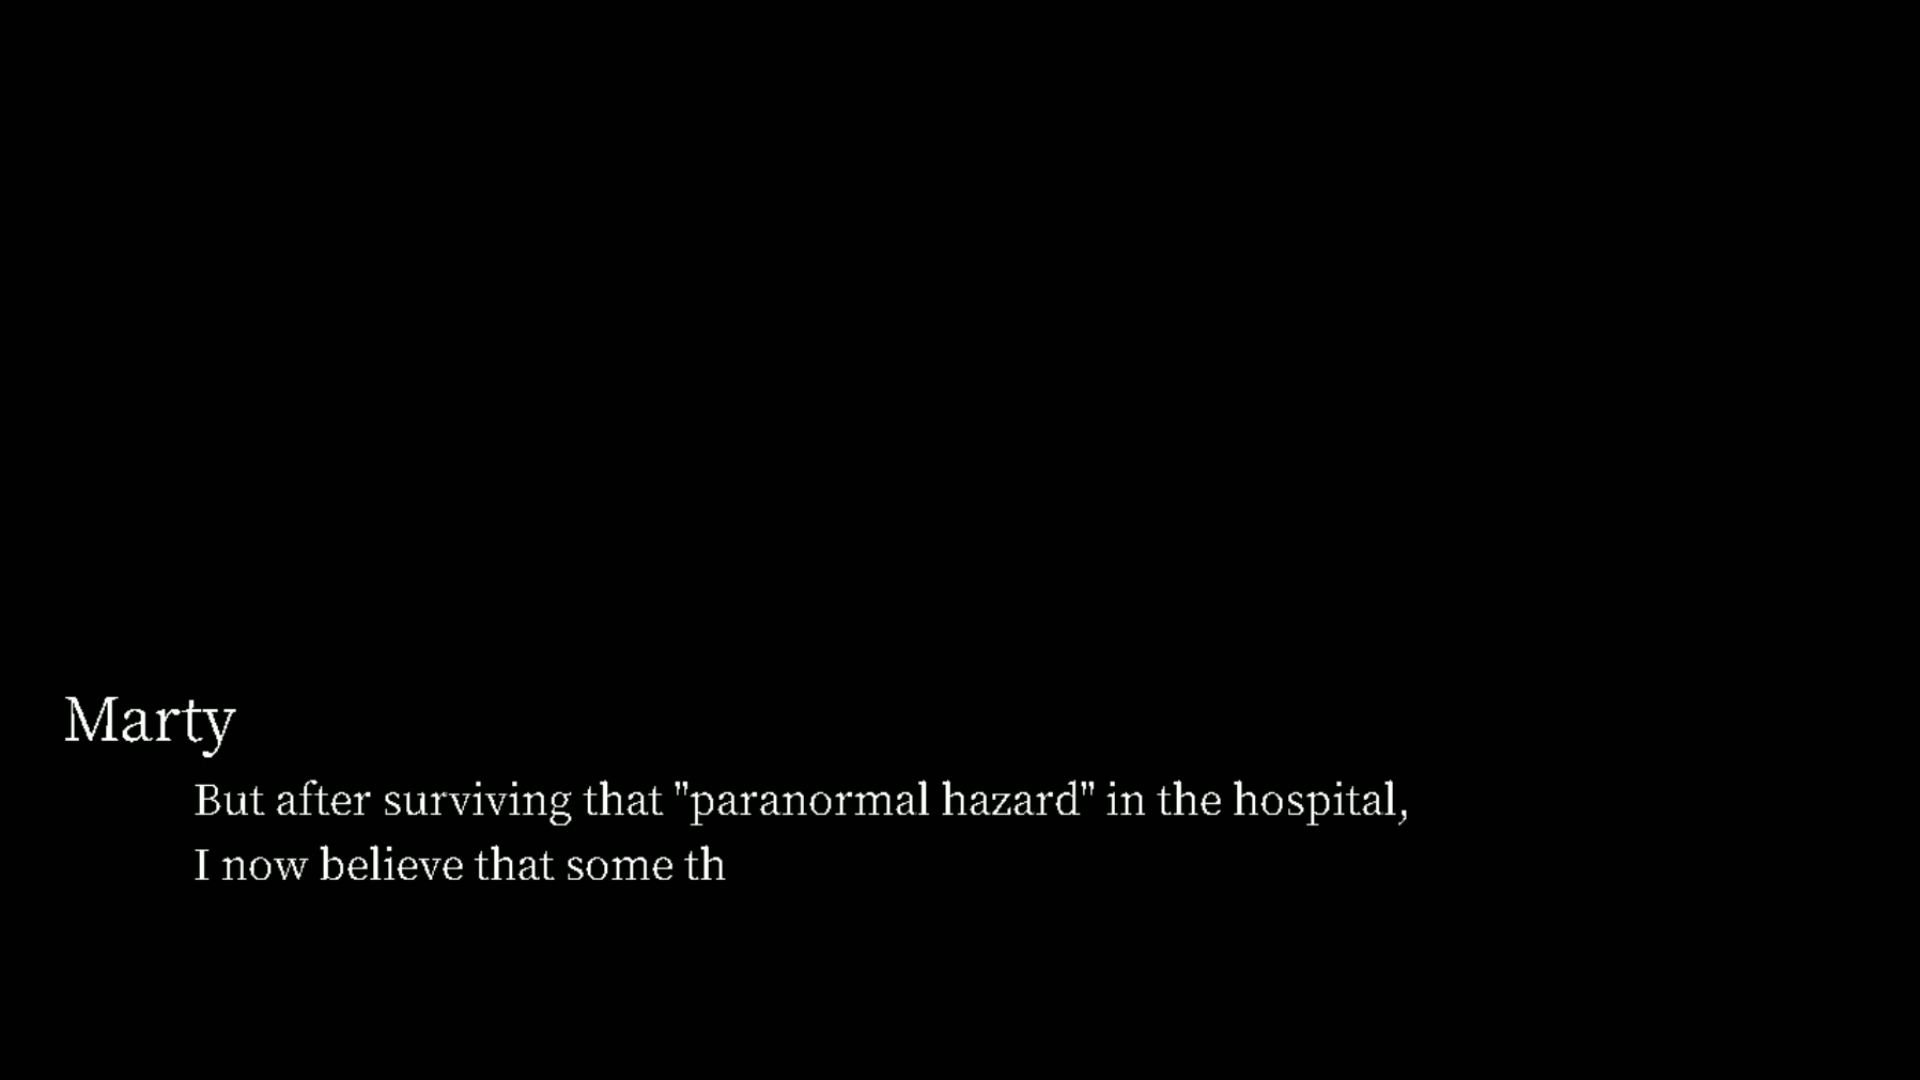 Marty
But after surviving that "paranormal hazard" in the hospital,
I now believe that some th